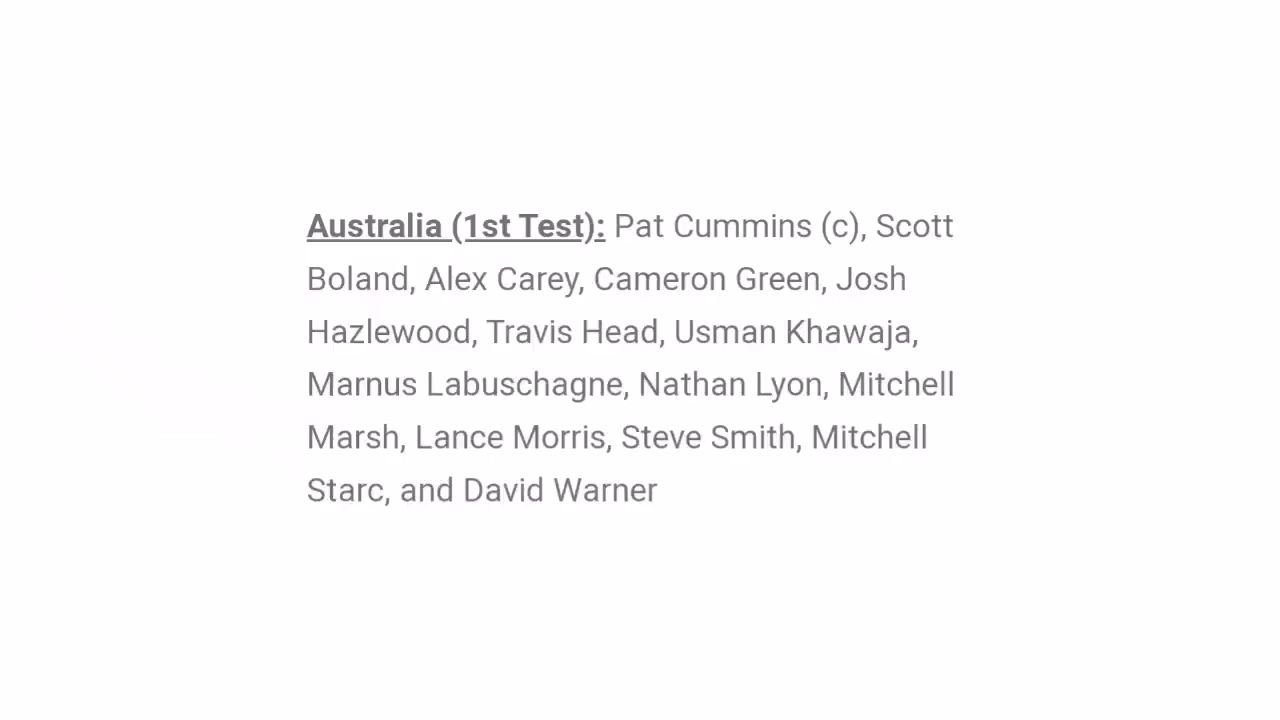 Australia (1st Test): Pat Cummins (c), Scott
Boland, Alex Carey, Cameron Green, Josh
Hazlewood, Travis Head, Usman Khawaja,
Marnus Labuschagne, Nathan Lyon, Mitchell
Marsh, Lance Morris, Steve Smith, Mitchell
Starc, and David Warner